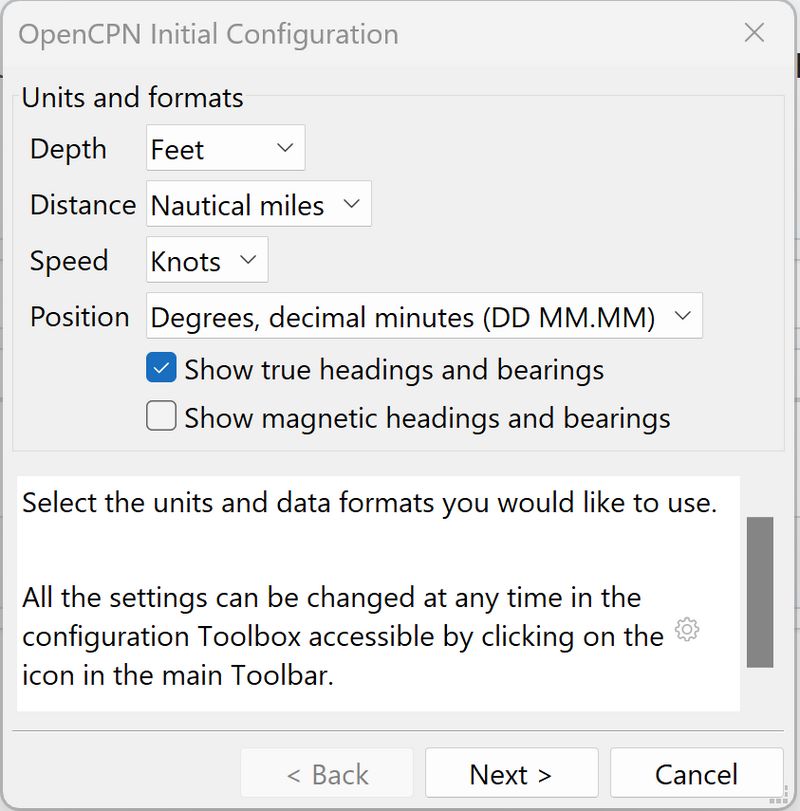 OpenCPN Initial Configuration
Units and formats
Depth Feet
Distance Nautical miles
Speed Knots
Position Degrees, decimal minutes (DD MM.MM)
Show true headings and bearings
Show magnetic headings and bearings
Select the units and data formats you would like to use.
All the settings can be changed at any time in the
configuration Toolbox accessible by clicking on the
icon in the main Toolbar.
< Back Next > Cancel